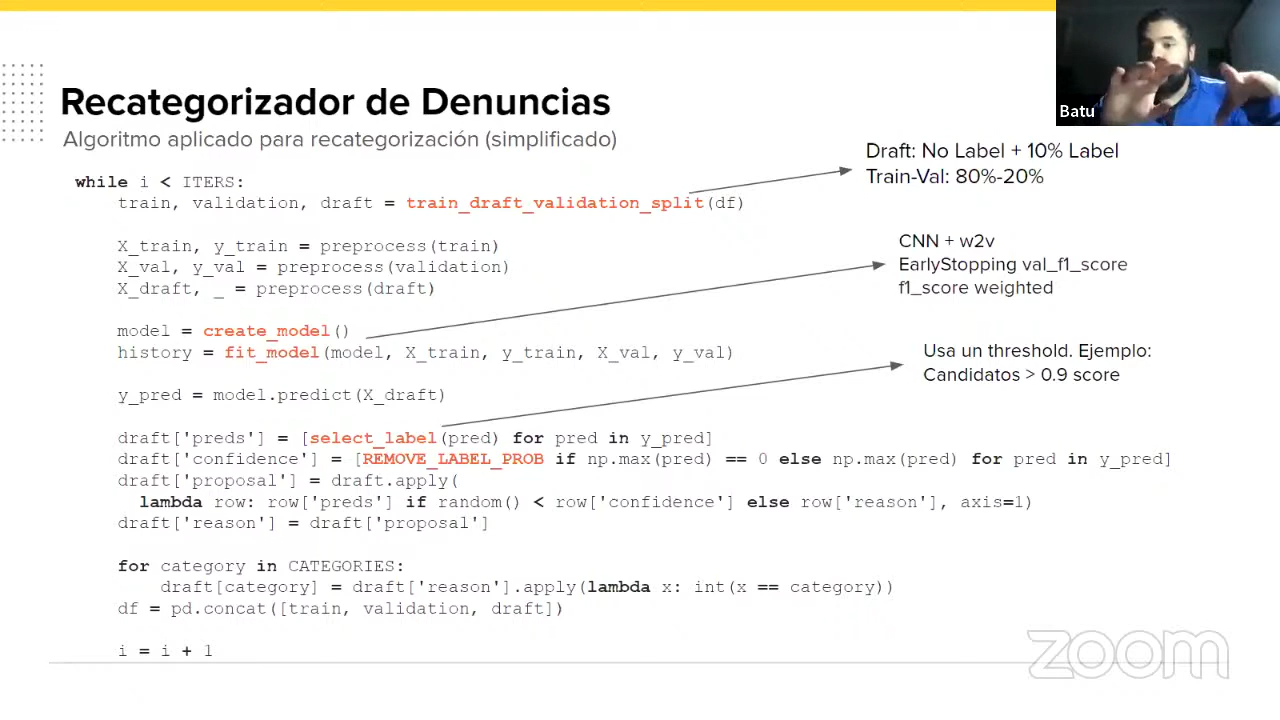 Batu
Recategorizador de Denuncias
Algoritmo aplicado para recategorización (simplificado)
Draft: No Label + 10% Label
Train-Val: 80%-20%
while i < ITERS:
train, validation, draft = train_draft_validation_split(df)
X_train, y_train = preprocess(train)
X_val, y_val = preprocess(validation)
X_draft, _ = preprocess(draft)
CNN + w2v
EarlyStopping val_f1_score
f1_score weighted
model = create_model()
history = fit_model(model, X_train, y_train, X_val, y_val)
Usa un threshold. Ejemplo:
Candidatos > 0.9 score
y_pred = model.predict(X_draft)
draft['preds'] = [select_label(pred) for pred in y_pred]
draft['confidence'] = [REMOVE_LABEL_PROB if np.max(pred) == 0 else np.max(pred) for pred in y_pred]
draft['proposal'] = draft.apply(
lambda row: row['preds'] if random() < row['confidence'] else row['reason'], axis=1)
draft['reason'] = draft['proposal']
for category in CATEGORIES:
draft[category] = draft['reason'].apply(lambda x: int(x == category))
df = pd.concat([train, validation, draft])
i = i + 1
zoom